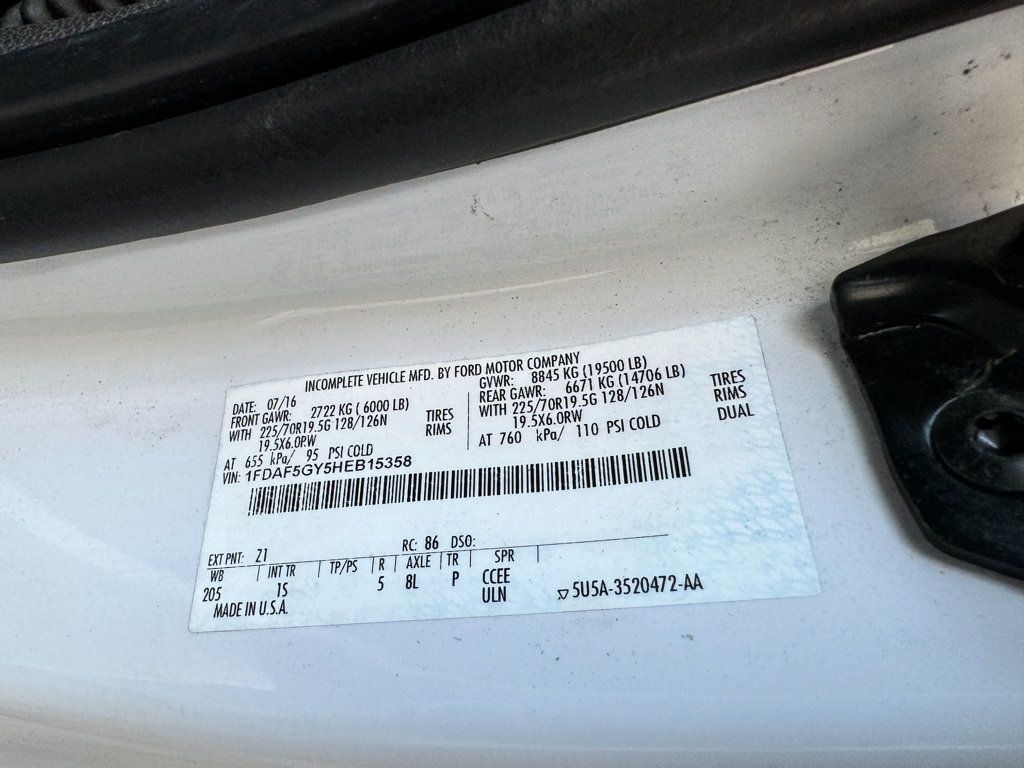 INCOMPLETE VEHICLE MFD. BY FORD MOTOR COMPANY
DATE: 07/16
FRONT GAWR: 2722 KG ( 6000 LB)
WITH 225/70R19.5G 128/126N TIRES
19.5X6.0RW RIMS
AT 655 kPa/ 95 PSI COLD
GVWR: 8845 KG (19500 LB)
REAR GAWR: 6671 KG (14706 LB)
WITH 225/70R19.5G 128/126N TIRES
19.5X6.0RW RIMS
AT 760 kPa/ 110 PSI COLD DUAL
VIN: 1FDAF5GY5HEB15358
EXT PNT: Z1 RC: 86 DSO:
WB INT TR TP/PS R AXLE TR SPR
205 1S 5 8L P CCEE
ULN
MADE IN U.S.A. ▽5U5A-3520472-AA